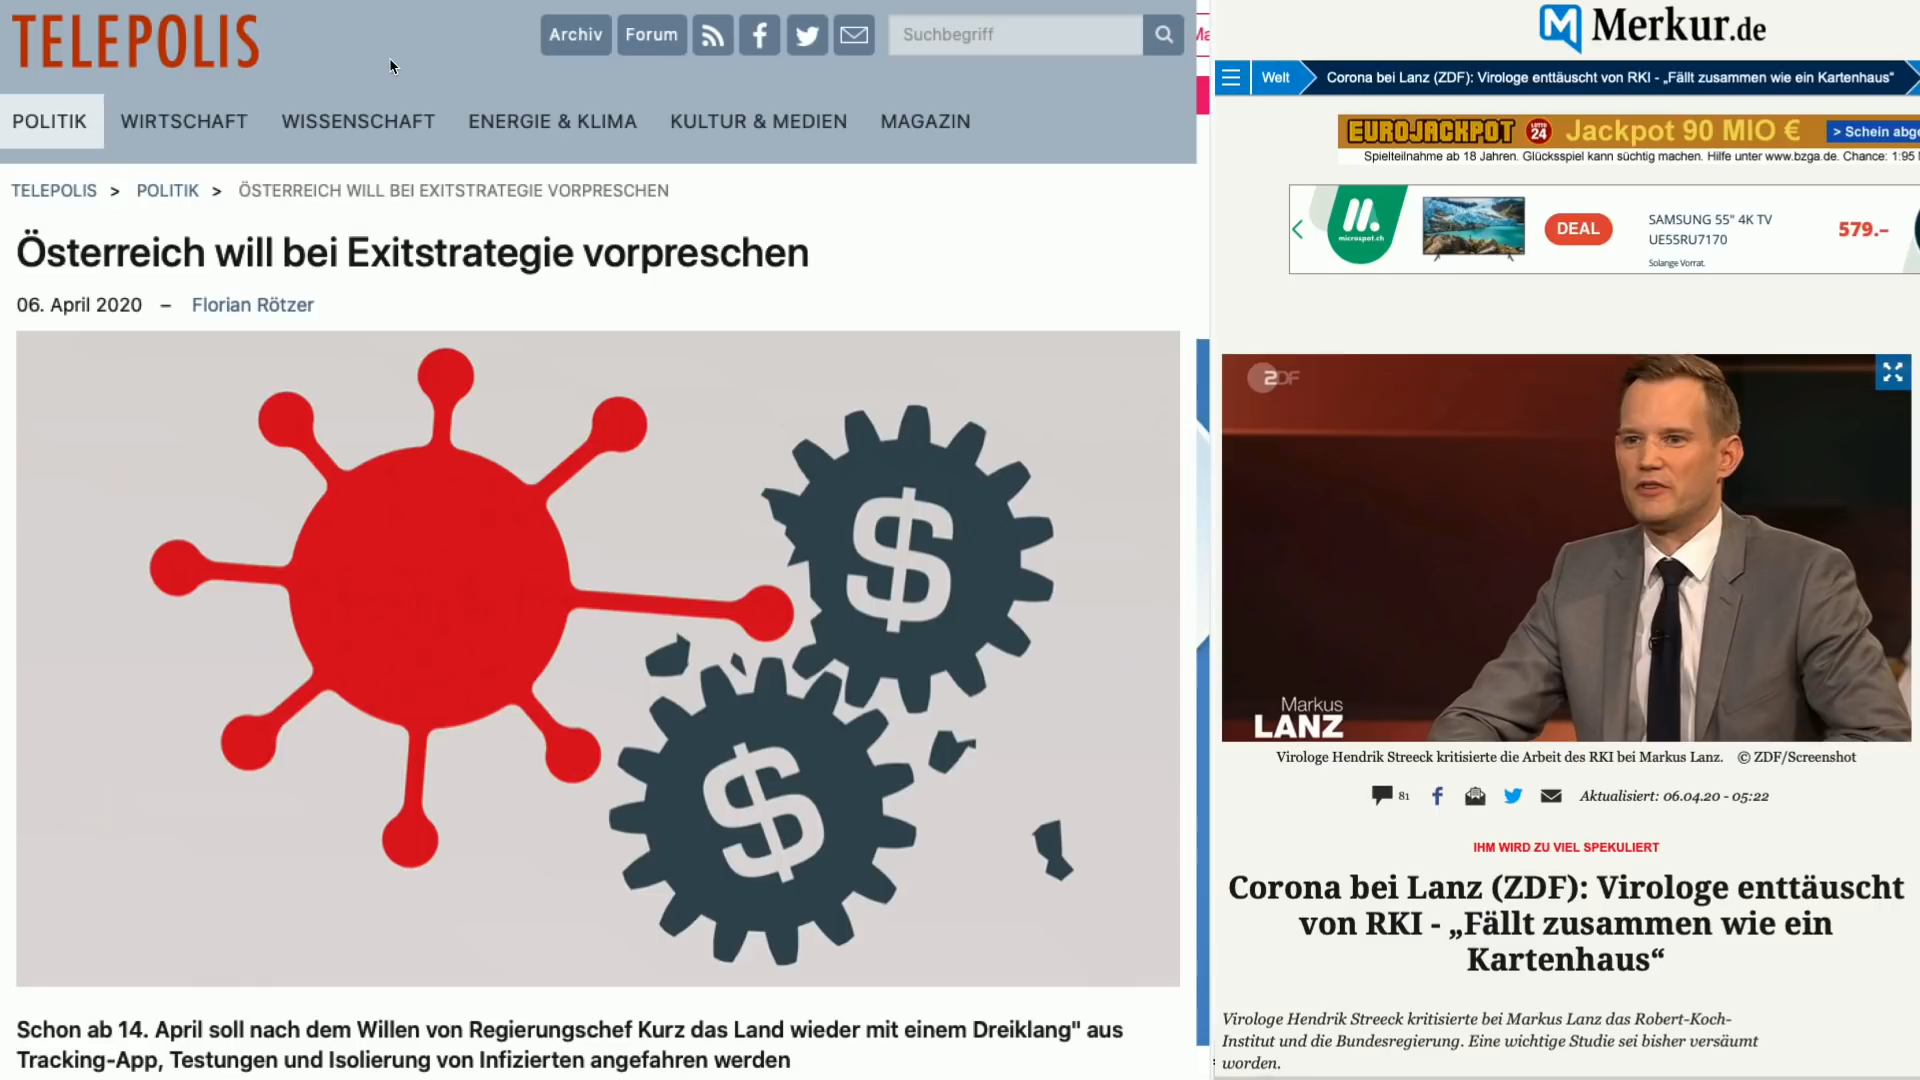 TELEPOLIS
Archiv
Forum
Suchbegriff
POLITIK
WIRTSCHAFT
WISSENSCHAFT
ENERGIE & KLIMA
KULTUR & MEDIEN
MAGAZIN
TELEPOLIS > POLITIK > ÖSTERREICH WILL BEI EXITSTRATEGIE VORPRESCHEN
Österreich will bei Exitstrategie vorpreschen
06. April 2020 – Florian Rötzer
$
$
Schon ab 14. April soll nach dem Willen von Regierungschef Kurz das Land wieder mit einem Dreiklang" aus
Tracking-App, Testungen und Isolierung von Infizierten angefahren werden
Merkur.de
Welt
Corona bei Lanz (ZDF): Virologe enttäuscht von RKI - „Fällt zusammen wie ein Kartenhaus“
EUROJACKPOT LOTTO 24 Jackpot 90 MIO € > Schein
Spielteilnahme ab 18 Jahren. Glücksspiel kann süchtig machen. Hilfe unter www.bzga.de. Chance: 1:95
microspot.ch
DEAL
SAMSUNG 55" 4K TV
UE55RU7170
Solange Vorrat.
579.–
ZDF
Markus
LANZ
Virologe Hendrik Streeck kritisierte die Arbeit des RKI bei Markus Lanz. © ZDF/Screenshot
81
Aktualisiert: 06.04.20 - 05:22
IHM WIRD ZU VIEL SPEKULIERT
Corona bei Lanz (ZDF): Virologe enttäuscht
von RKI - „Fällt zusammen wie ein
Kartenhaus“
Virologe Hendrik Streeck kritisierte bei Markus Lanz das Robert-Koch-
Institut und die Bundesregierung. Eine wichtige Studie sei bisher versäumt
worden.